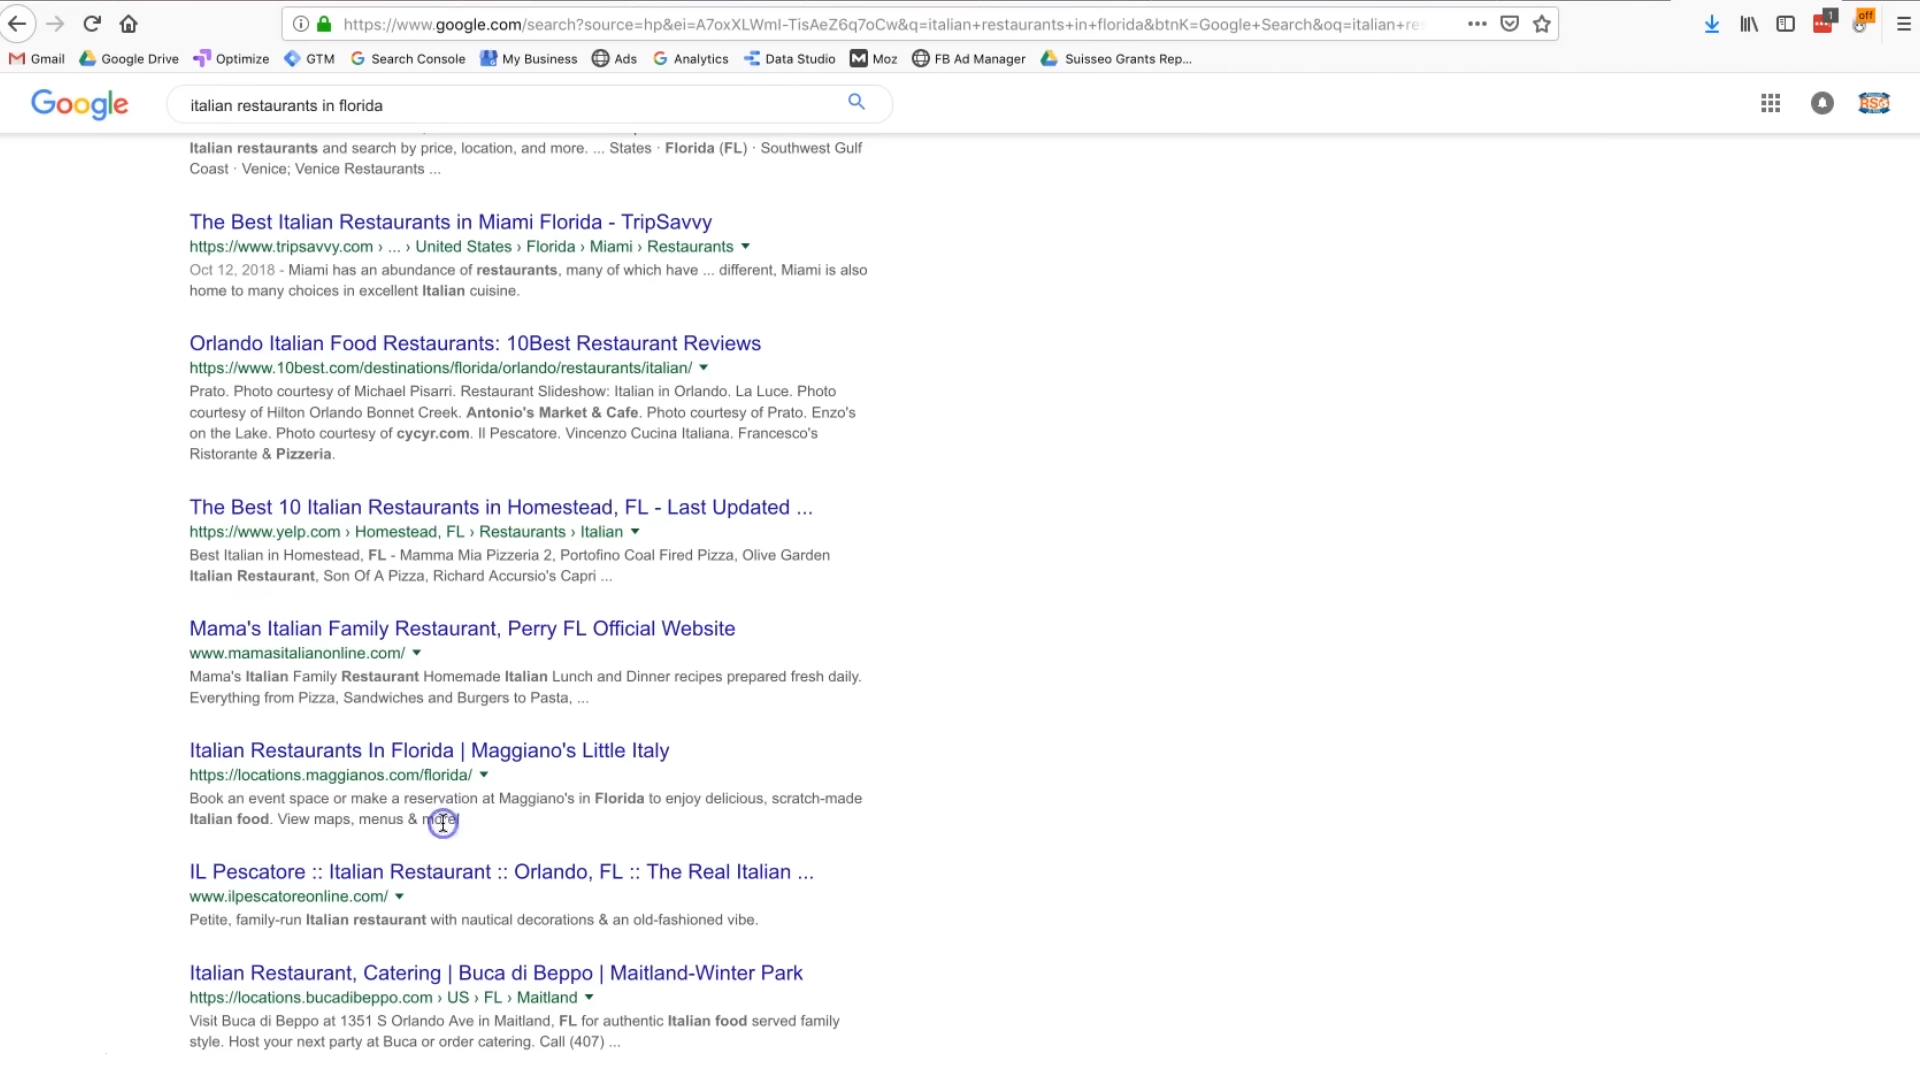 https://www.google.com/search?source=hp&ei=A7oxXLWmI-TisAeZ6q7oCw&q=italian+restaurants+in+florida&btnK=Google+Search&oq=italian+res
1
off
Gmail Google Drive Optimize GTM Search Console My Business Ads Analytics Data Studio Moz FB Ad Manager Suisseo Grants Rep...
Google italian restaurants in florida RSG
Italian restaurants and search by price, location, and more. ... States · Florida (FL) · Southwest Gulf
Coast · Venice; Venice Restaurants ...
The Best Italian Restaurants in Miami Florida - TripSavvy
https://www.tripsavvy.com › ... › United States › Florida › Miami › Restaurants
Oct 12, 2018 - Miami has an abundance of restaurants, many of which have ... different, Miami is also
home to many choices in excellent Italian cuisine.
Orlando Italian Food Restaurants: 10Best Restaurant Reviews
https://www.10best.com/destinations/florida/orlando/restaurants/italian/
Prato. Photo courtesy of Michael Pisarri. Restaurant Slideshow: Italian in Orlando. La Luce. Photo
courtesy of Hilton Orlando Bonnet Creek. Antonio's Market & Cafe. Photo courtesy of Prato. Enzo's
on the Lake. Photo courtesy of cycyr.com. Il Pescatore. Vincenzo Cucina Italiana. Francesco's
Ristorante & Pizzeria.
The Best 10 Italian Restaurants in Homestead, FL - Last Updated ...
https://www.yelp.com › Homestead, FL › Restaurants › Italian
Best Italian in Homestead, FL - Mamma Mia Pizzeria 2, Portofino Coal Fired Pizza, Olive Garden
Italian Restaurant, Son Of A Pizza, Richard Accursio's Capri ...
Mama's Italian Family Restaurant, Perry FL Official Website
www.mamasitalianonline.com/
Mama's Italian Family Restaurant Homemade Italian Lunch and Dinner recipes prepared fresh daily.
Everything from Pizza, Sandwiches and Burgers to Pasta, ...
Italian Restaurants In Florida | Maggiano's Little Italy
https://locations.maggianos.com/florida/
Book an event space or make a reservation at Maggiano's in Florida to enjoy delicious, scratch-made
Italian food. View maps, menus & more!
IL Pescatore :: Italian Restaurant :: Orlando, FL :: The Real Italian ...
www.ilpescatoreonline.com/
Petite, family-run Italian restaurant with nautical decorations & an old-fashioned vibe.
Italian Restaurant, Catering | Buca di Beppo | Maitland-Winter Park
https://locations.bucadibeppo.com › US › FL › Maitland
Visit Buca di Beppo at 1351 S Orlando Ave in Maitland, FL for authentic Italian food served family
style. Host your next party at Buca or order catering. Call (407) ...